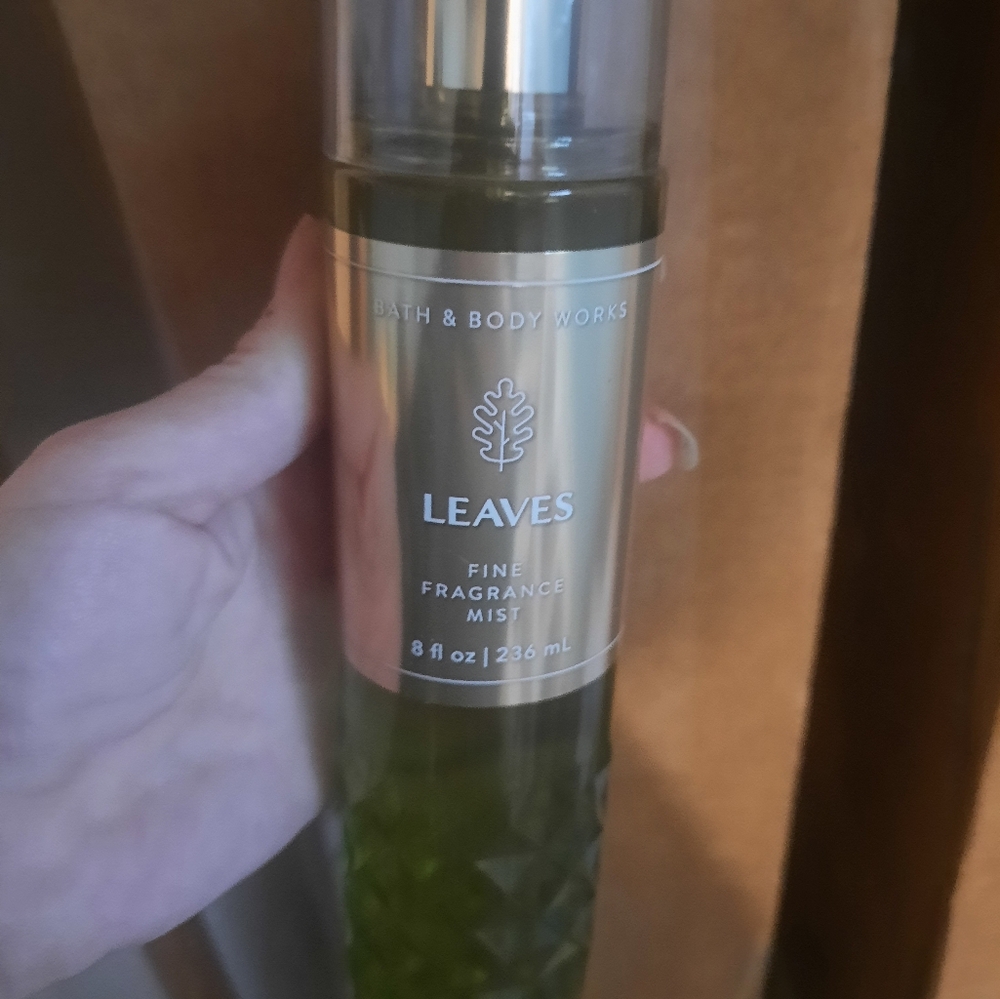 BATH & BODY WORKS
LEAVES
FINE
FRAGRANCE
MIST
8 fl oz | 236 mL